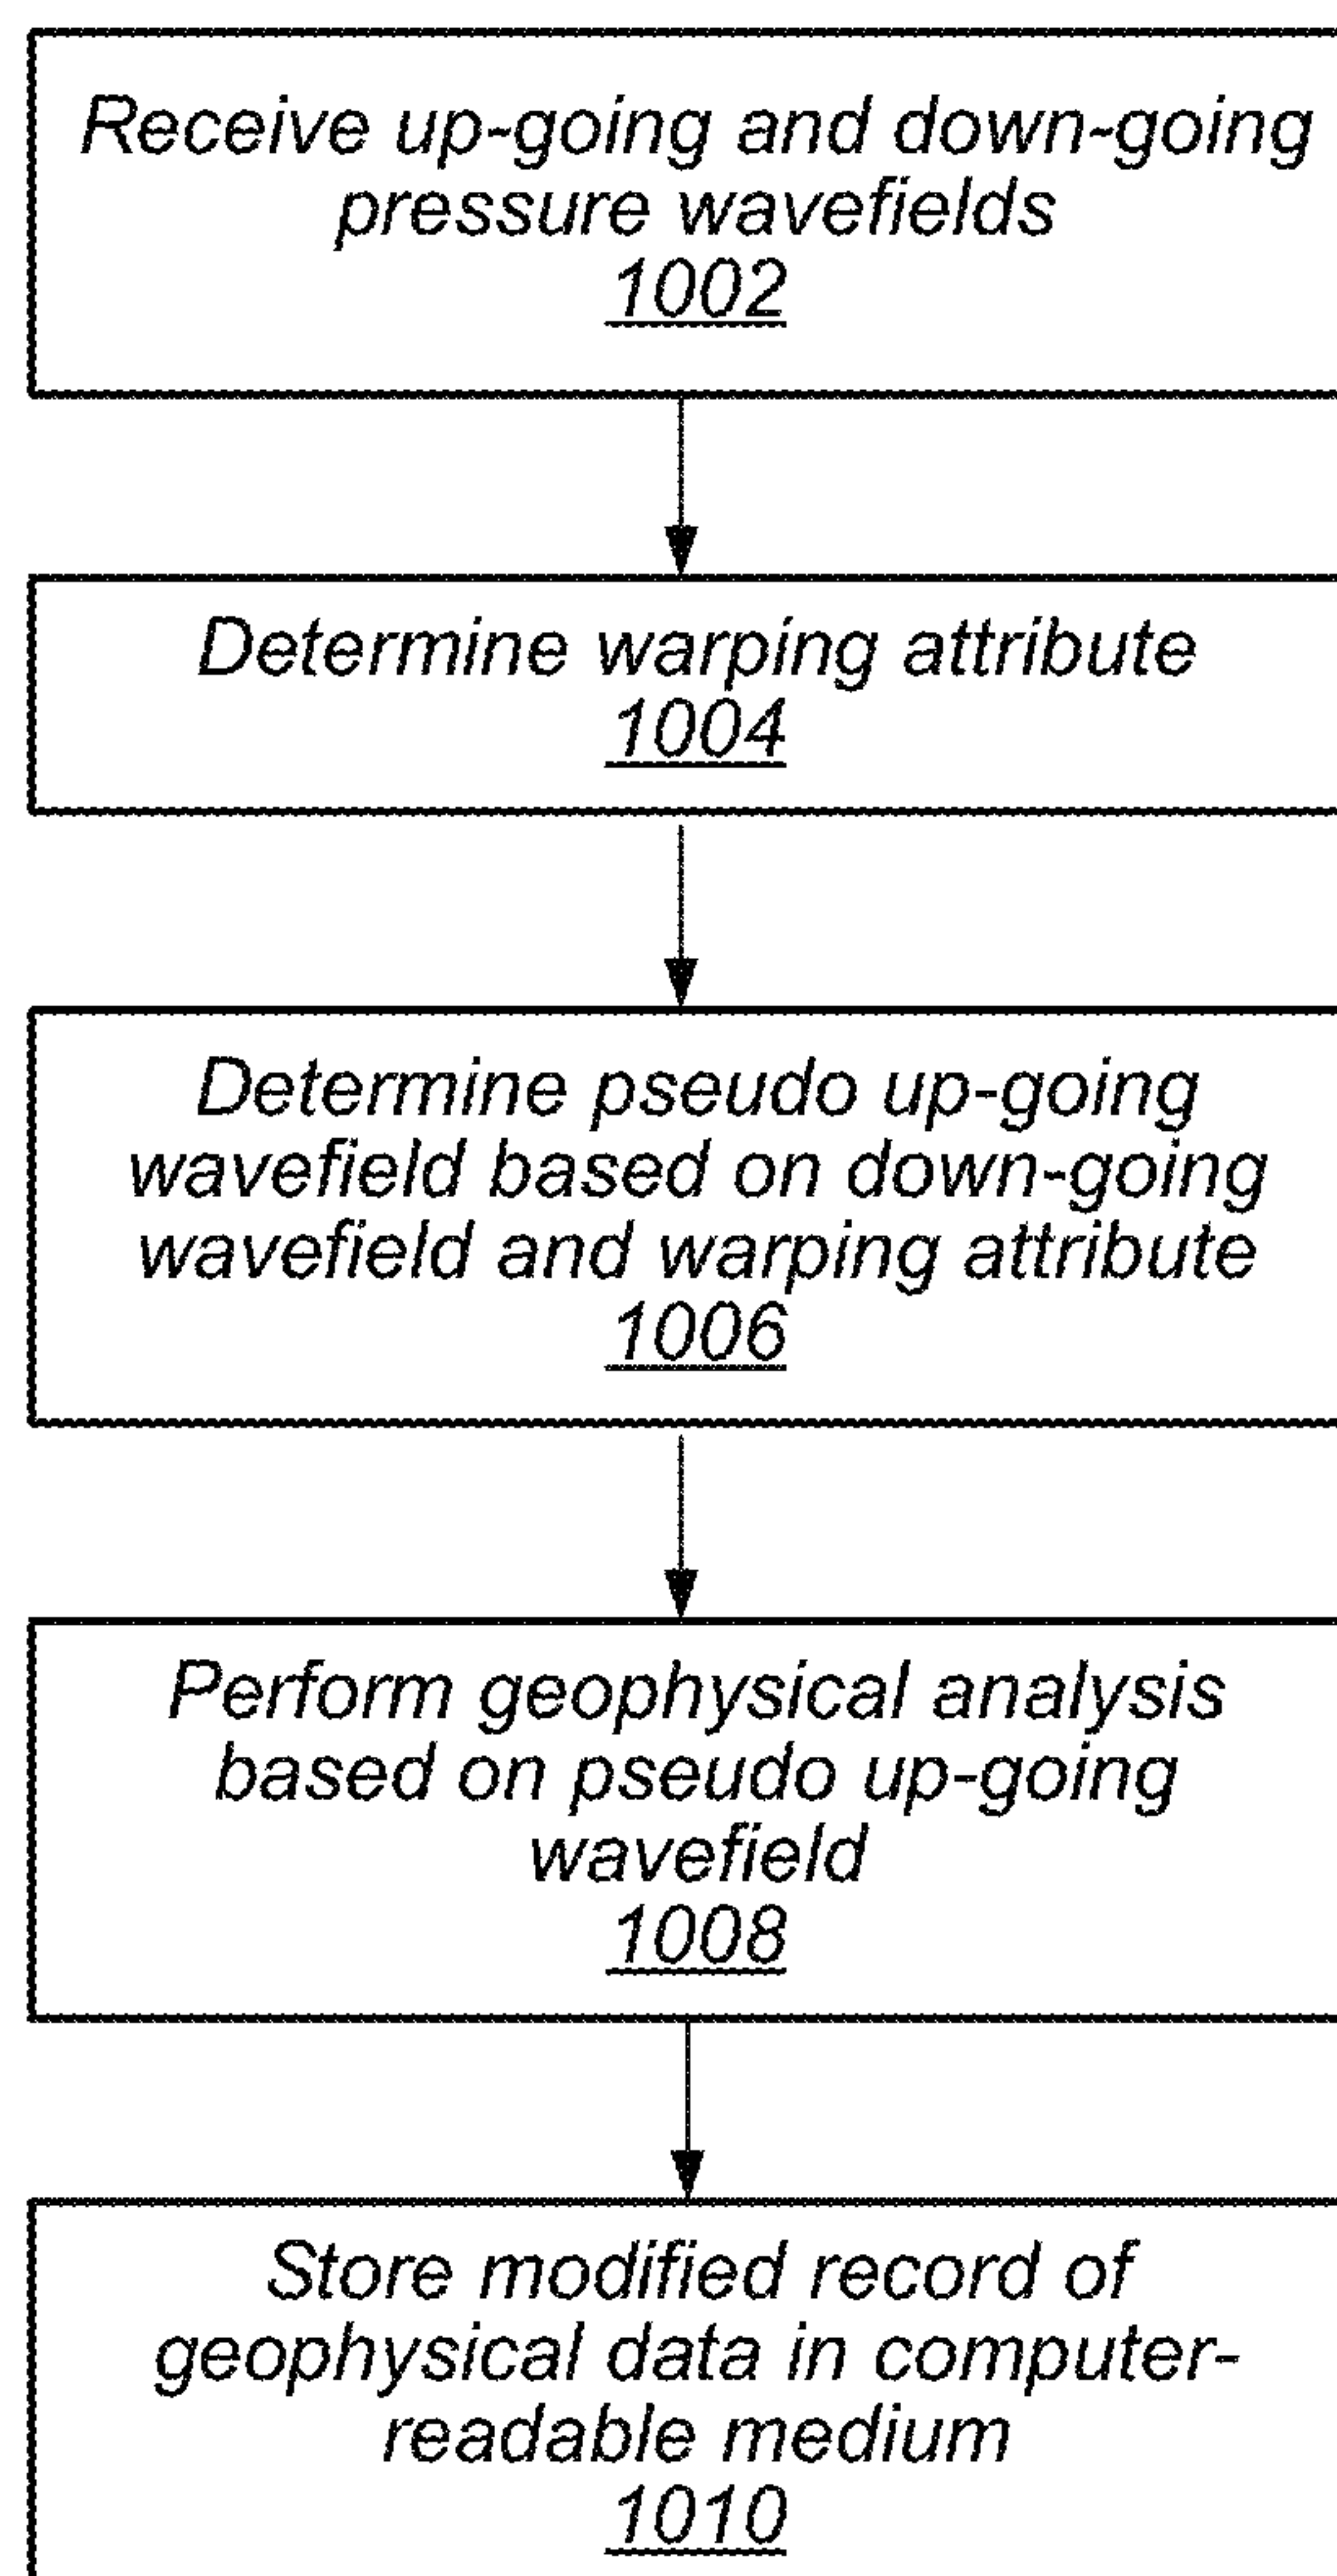 Receive up-going and down-going
pressure wavefields
1002
Determine warping attribute
1004
Determine pseudo up-going
wavefield based on down-going
wavefield and warping attribute
1006
Perform geophysical analysis
based on pseudo up-going
wavefield
1008
Store modified record of
geophysical data in computer-
readable medium
1010